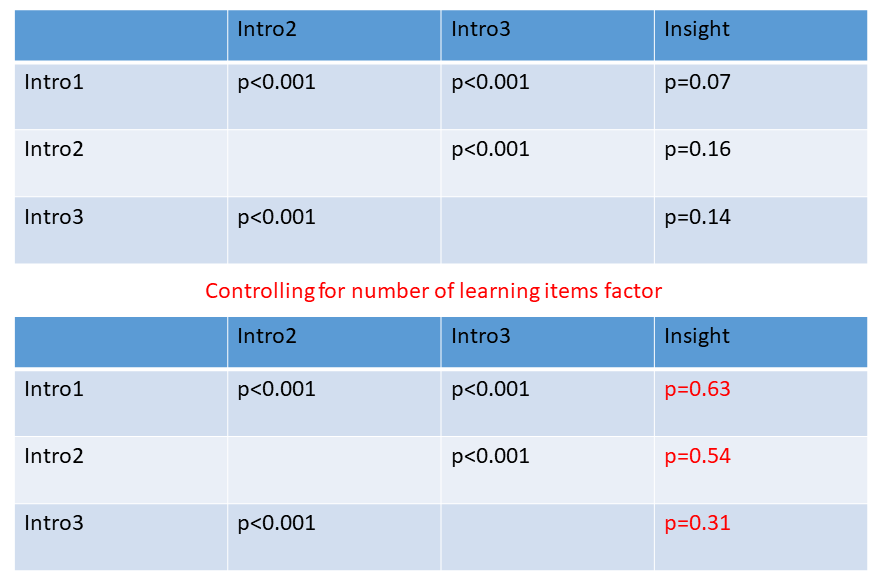 Intro2 Intro3 Insight
Intro1 p<0.001 p<0.001 p=0.07
Intro2 p<0.001 p=0.16
Intro3 p<0.001 p=0.14
Controlling for number of learning items factor
Intro2 Intro3 Insight
Intro1 p<0.001 p<0.001 p=0.63
Intro2 p<0.001 p=0.54
Intro3 p<0.001 p=0.31